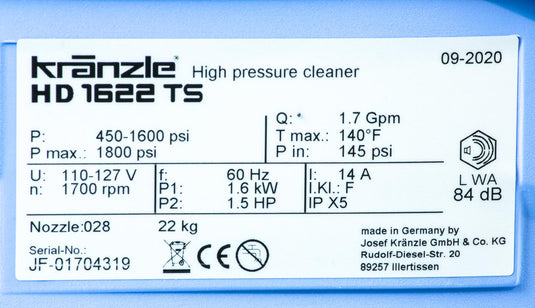 kränzle High pressure cleaner 09-2020
HD 1622 TS
Q: 1.7 Gpm
P: 450-1600 psi T max.: 140°F
P max.: 1800 psi P in: 145 psi
U: 110-127 V f: 60 Hz I: 14 A
n: 1700 rpm P1: 1.6 kW I.Kl.: F
P2: 1.5 HP IP X5
L WA
84 dB
Nozzle:028 22 kg
Serial-No.:
JF-01704319
CE
made in Germany by
Josef Kränzle GmbH & Co. KG
Rudolf-Diesel-Str. 20
89257 Illertissen